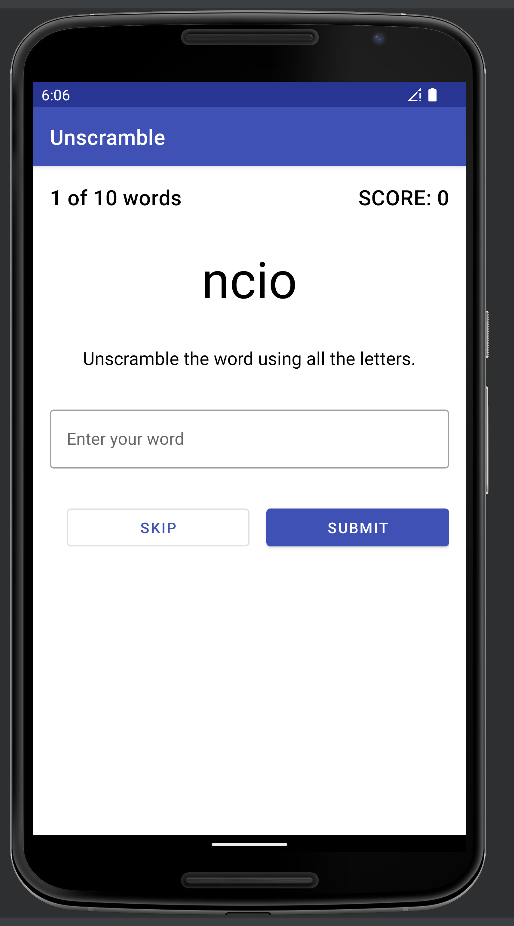 6:06
Unscramble
1 of 10 words SCORE: 0
ncio
Unscramble the word using all the letters.
Enter your word
SKIP SUBMIT